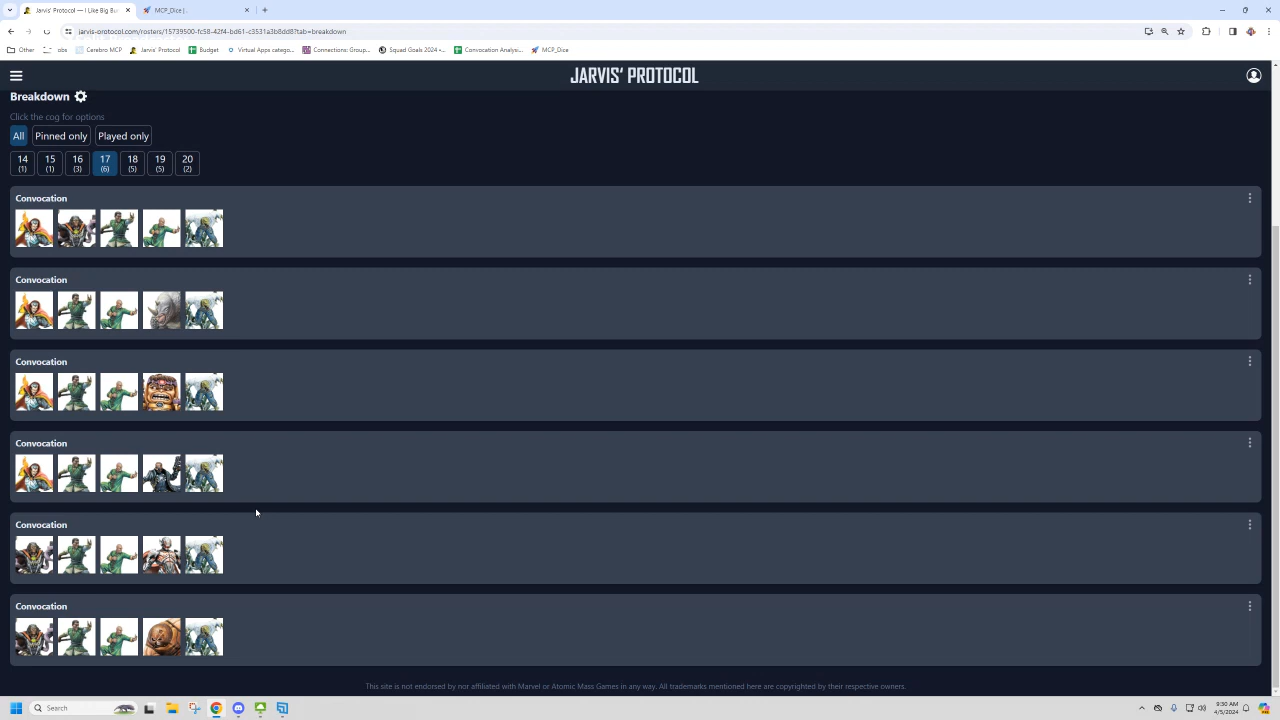 Jarvis' Protocol — I Like Big Bu
MCP_Dice |
jarvis-protocol.com/rosters/15739500-fc58-42f4-bd61-c3531a3b8dd8?tab=breakdown
Other
obs
Cerebro MCP
Jarvis' Protocol
Budget
Virtual Apps catego...
Connections: Group...
Squad Goals 2024 •...
Convocation Analysi...
MCP_Dice
JARVIS' PROTOCOL
Breakdown
Click the cog for options
All
Pinned only
Played only
14 (1)
15 (1)
16 (3)
17 (6)
18 (5)
19 (5)
20 (2)
Convocation
Convocation
Convocation
Convocation
Convocation
Convocation
This site is not endorsed by nor affiliated with Marvel or Atomic Mass Games in any way. All trademarks mentioned here are copyrighted by their respective owners.
Search
9:30 AM
4/5/2024